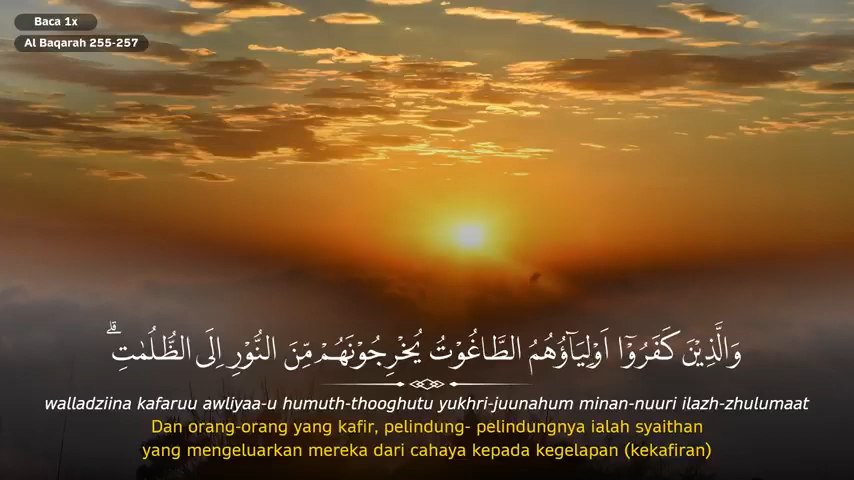 Baca 1x
Al Baqarah 255-257
وَالَّذِيْنَ كَفَرُوْٓا اَوْلِيَاۤؤُهُمُ الطَّاغُوْتُ يُخْرِجُوْنَهُمْ مِّنَ النُّوْرِ اِلَى الظُّلُمٰتِۗ
walladziina kafaruu awliyaa-u humuth-thooghutu yukhri-juunahum minan-nuuri ilazh-zhulumaat
Dan orang-orang yang kafir, pelindung- pelindungnya ialah syaithan
yang mengeluarkan mereka dari cahaya kepada kegelapan (kekafiran)